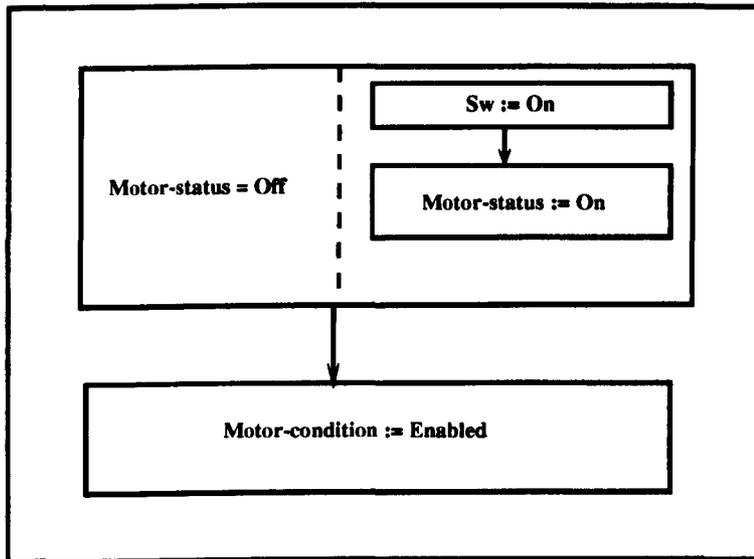 Sw := On
Motor-status = Off
Motor-status := On
Motor-condition := Enabled